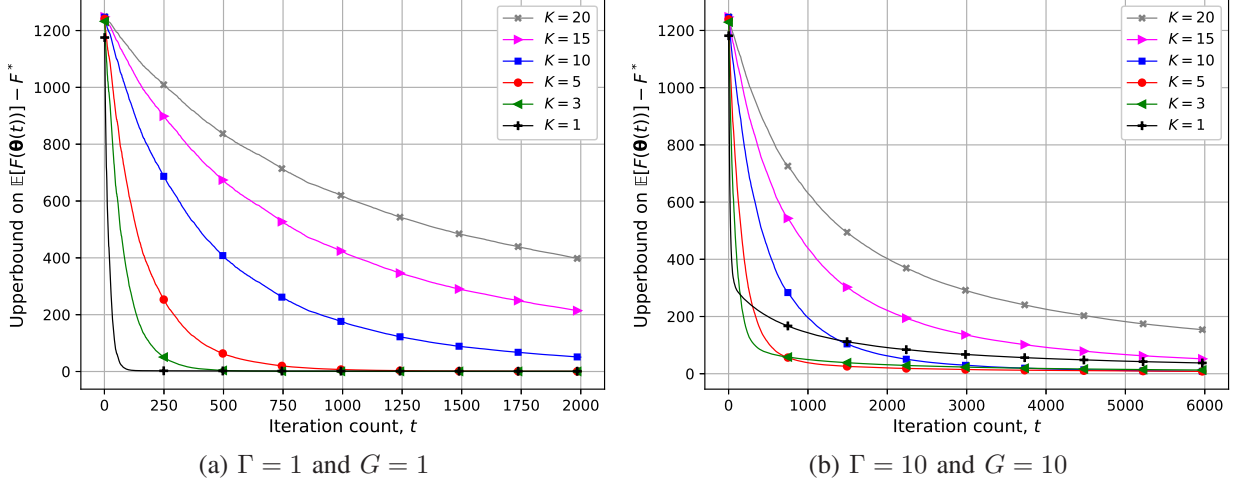 Upperbound on 𝔼[F(𝛉(t))] − F*
1200
1000
800
600
400
200
0
K = 20
K = 15
K = 10
K = 5
K = 3
K = 1
0 250 500 750 1000 1250 1500 1750 2000
Iteration count, t
(a) Γ = 1 and G = 1
Upperbound on 𝔼[F(𝛉(t))] − F*
1200
1000
800
600
400
200
0
K = 20
K = 15
K = 10
K = 5
K = 3
K = 1
0 1000 2000 3000 4000 5000 6000
Iteration count, t
(b) Γ = 10 and G = 10